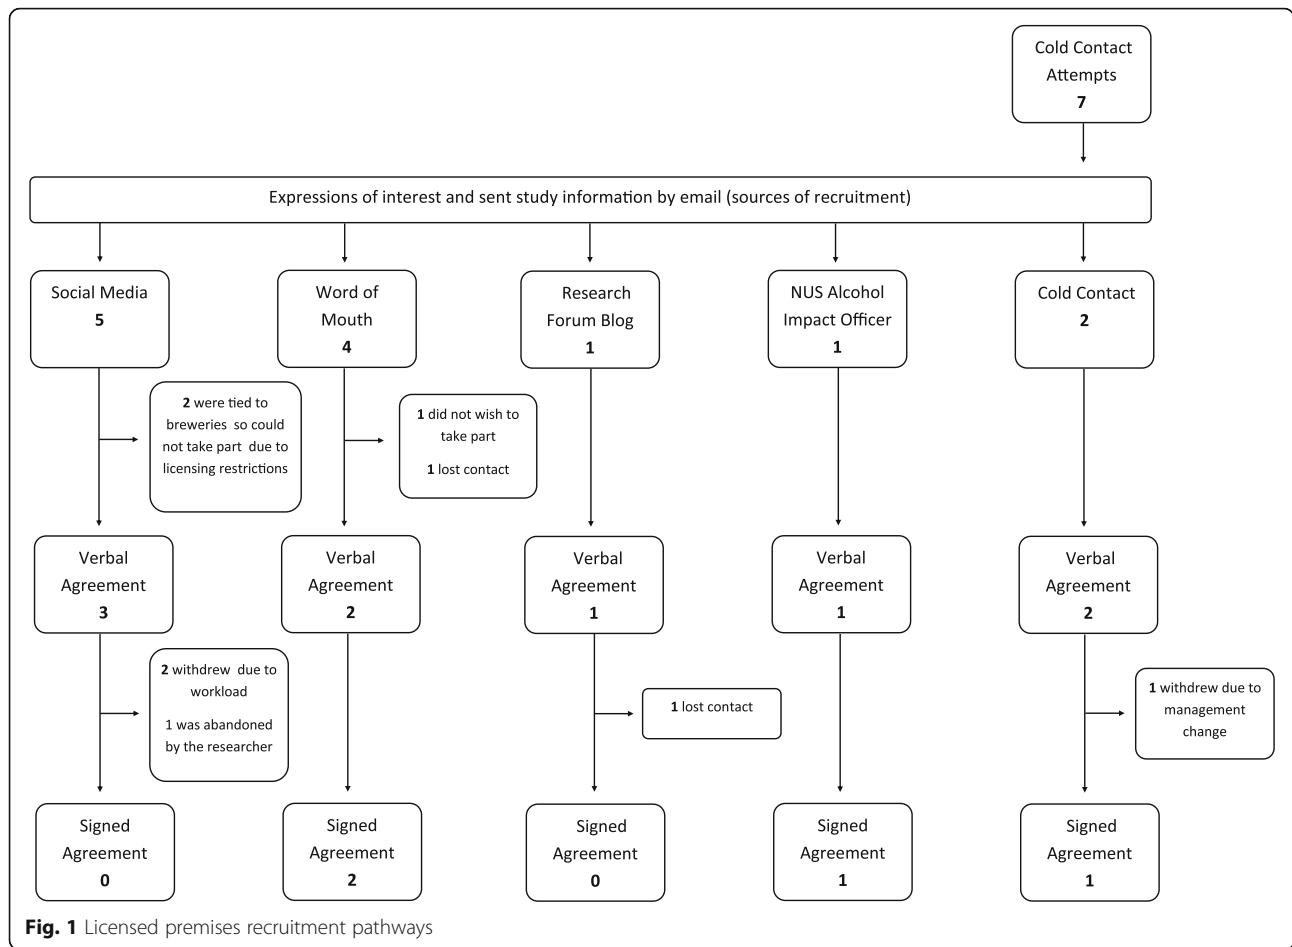 Cold Contact
Attempts
7
Expressions of interest and sent study information by email (sources of recruitment)
Social Media
5
Word of
Mouth
4
Research
Forum Blog
1
NUS Alcohol
Impact Officer
1
Cold Contact
2
2 were tied to
breweries so could
not take part due to
licensing restrictions
1 did not wish to
take part
1 lost contact
Verbal
Agreement
3
Verbal
Agreement
2
Verbal
Agreement
1
Verbal
Agreement
1
Verbal
Agreement
2
2 withdrew due to
workload
1 was abandoned
by the researcher
1 lost contact
1 withdrew due to
management
change
Signed
Agreement
0
Signed
Agreement
2
Signed
Agreement
0
Signed
Agreement
1
Signed
Agreement
1
Fig. 1 Licensed premises recruitment pathways